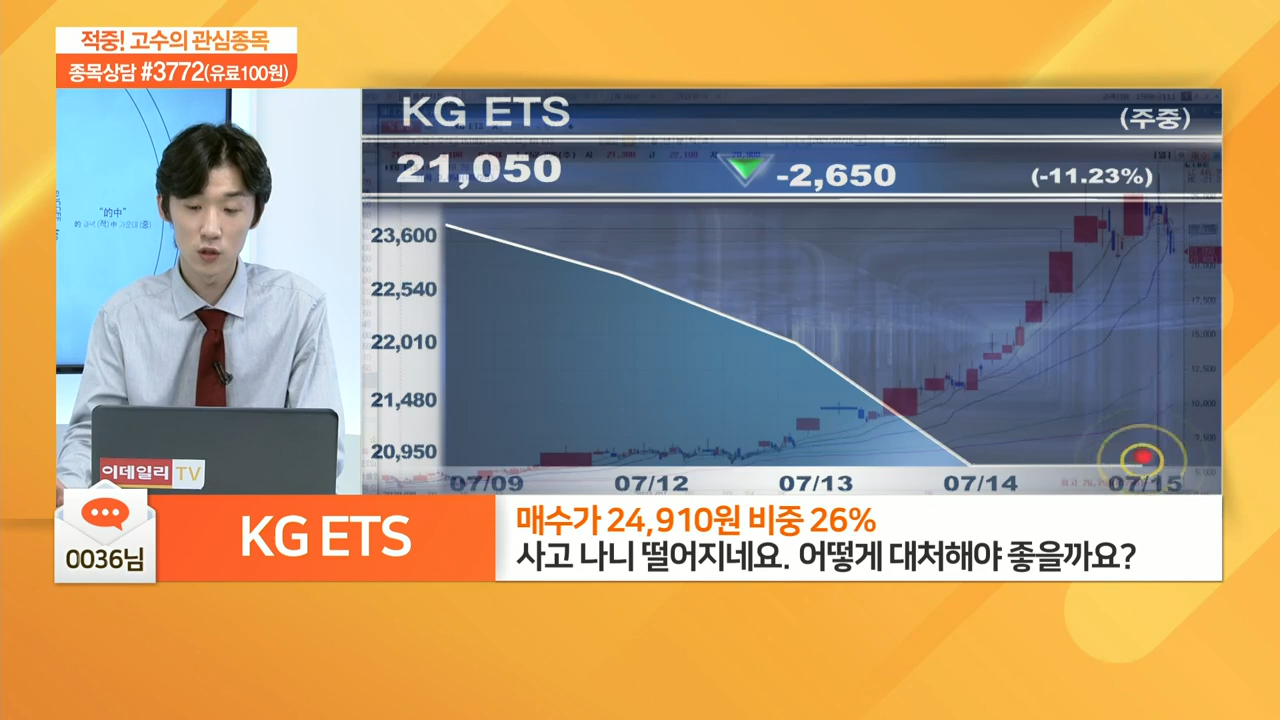 적중! 고수의 관심종목
종목상담 #3772(유료100원)
"的中"
KG ETS
(주중)
21,050
-2,650
(-11.23%)
23,600
22,540
22,010
21,480
20,950
07/09
07/12
07/13
07/14
07/15
이데일리TV
0036님
KG ETS
매수가 24,910원 비중 26%
사고 나니 떨어지네요. 어떻게 대처해야 좋을까요?